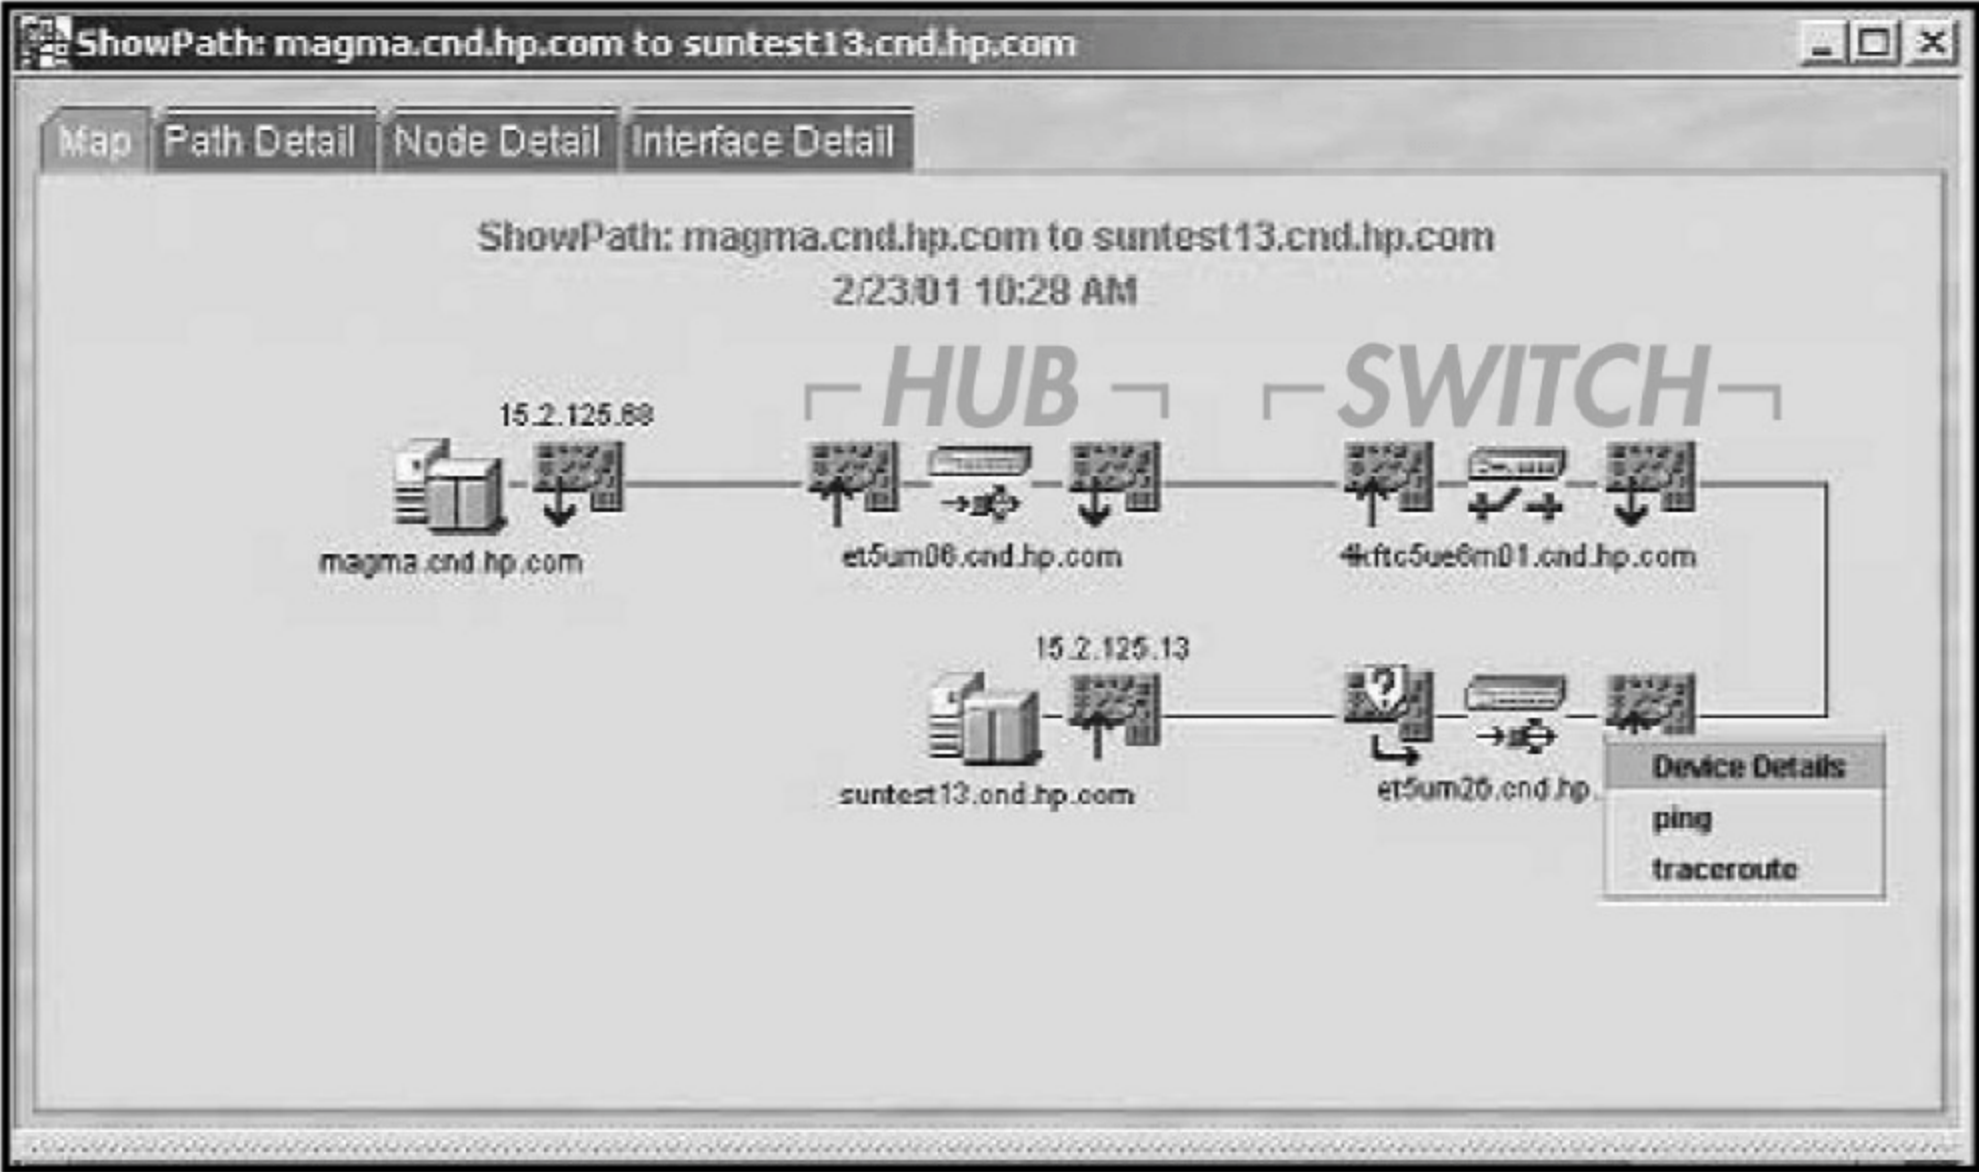 ShowPath: magma.cnd.hp.com to suntest13.cnd.hp.com
Map Path Detail Node Detail Interface Detail
ShowPath: magma.cnd.hp.com to suntest13.cnd.hp.com
2/23/01 10:28 AM
HUB SWITCH
15.2.125.68
magma.cnd.hp.com et5um06.cnd.hp.com 4kftc5ue6m01.cnd.hp.com
15.2.125.13
suntest13.cnd.hp.com et5um26.cnd.hp.
Device Details
ping
traceroute